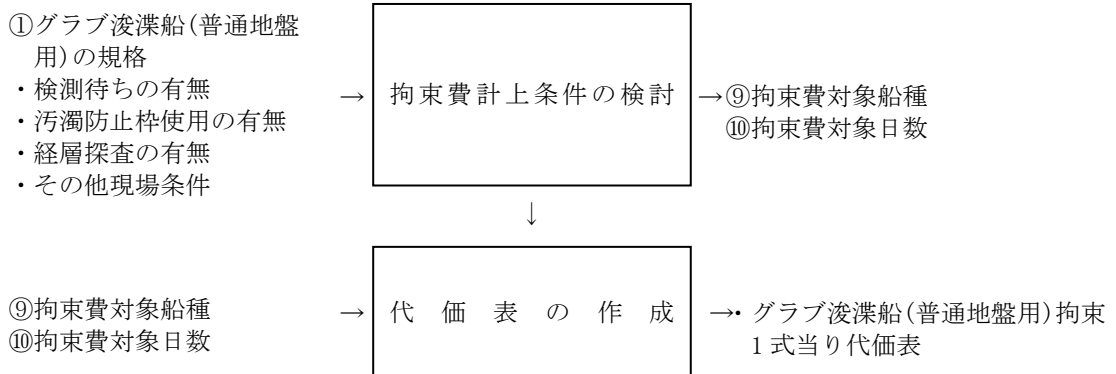 ①グラブ浚渫船(普通地盤
用)の規格
・検測待ちの有無
・汚濁防止枠使用の有無
・経層探査の有無
・その他現場条件
→
拘束費計上条件の検討
→⑨拘束費対象船種
⑩拘束費対象日数
↓
⑨拘束費対象船種
⑩拘束費対象日数
→
代価表の作成
→・グラブ浚渫船(普通地盤用)拘束
1式当り代価表